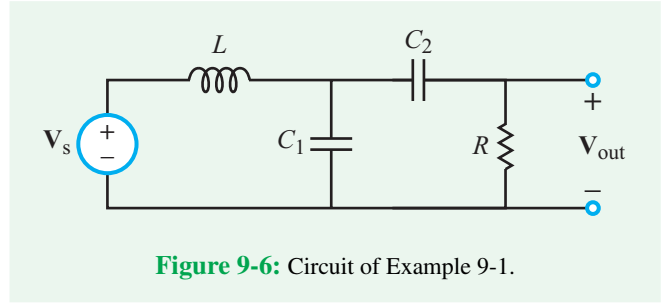 L
C₂
Vs
+
−
C₁
R
+
Vout
−
Figure 9-6: Circuit of Example 9-1.